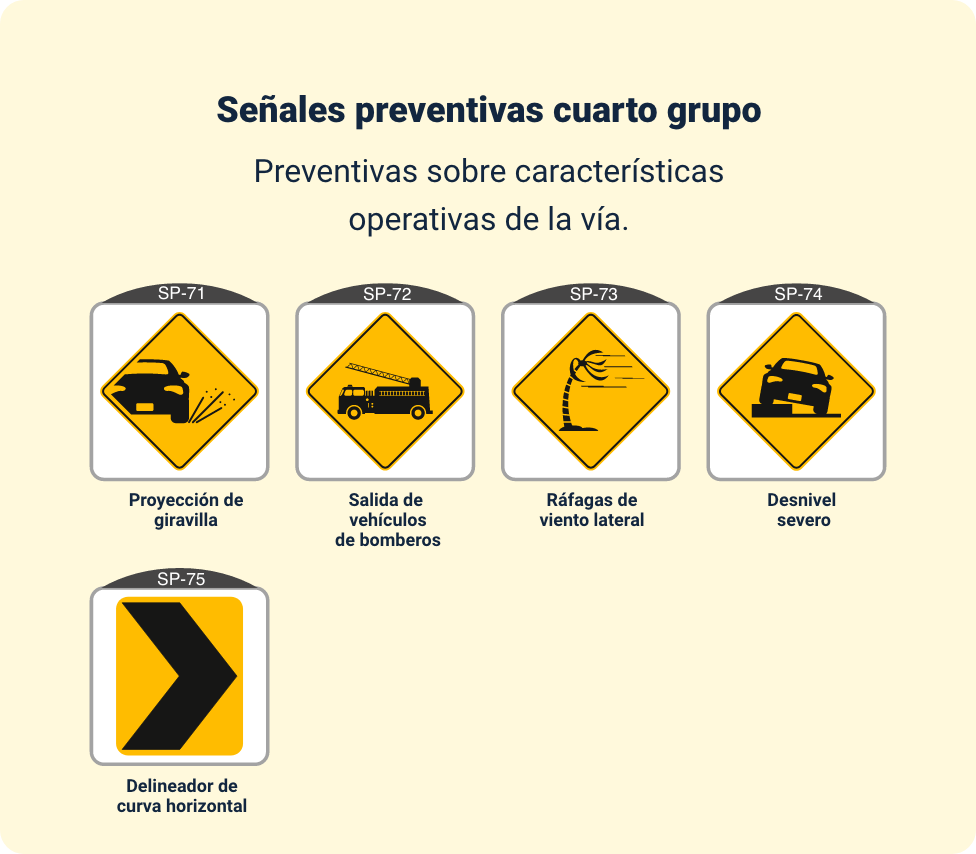 Señales preventivas cuarto grupo
Preventivas sobre características
operativas de la vía.
SP-71
SP-72
SP-73
SP-74
Proyección de
giravilla
Salida de
vehículos
de bomberos
Ráfagas de
viento lateral
Desnivel
severo
SP-75
Delineador de
curva horizontal